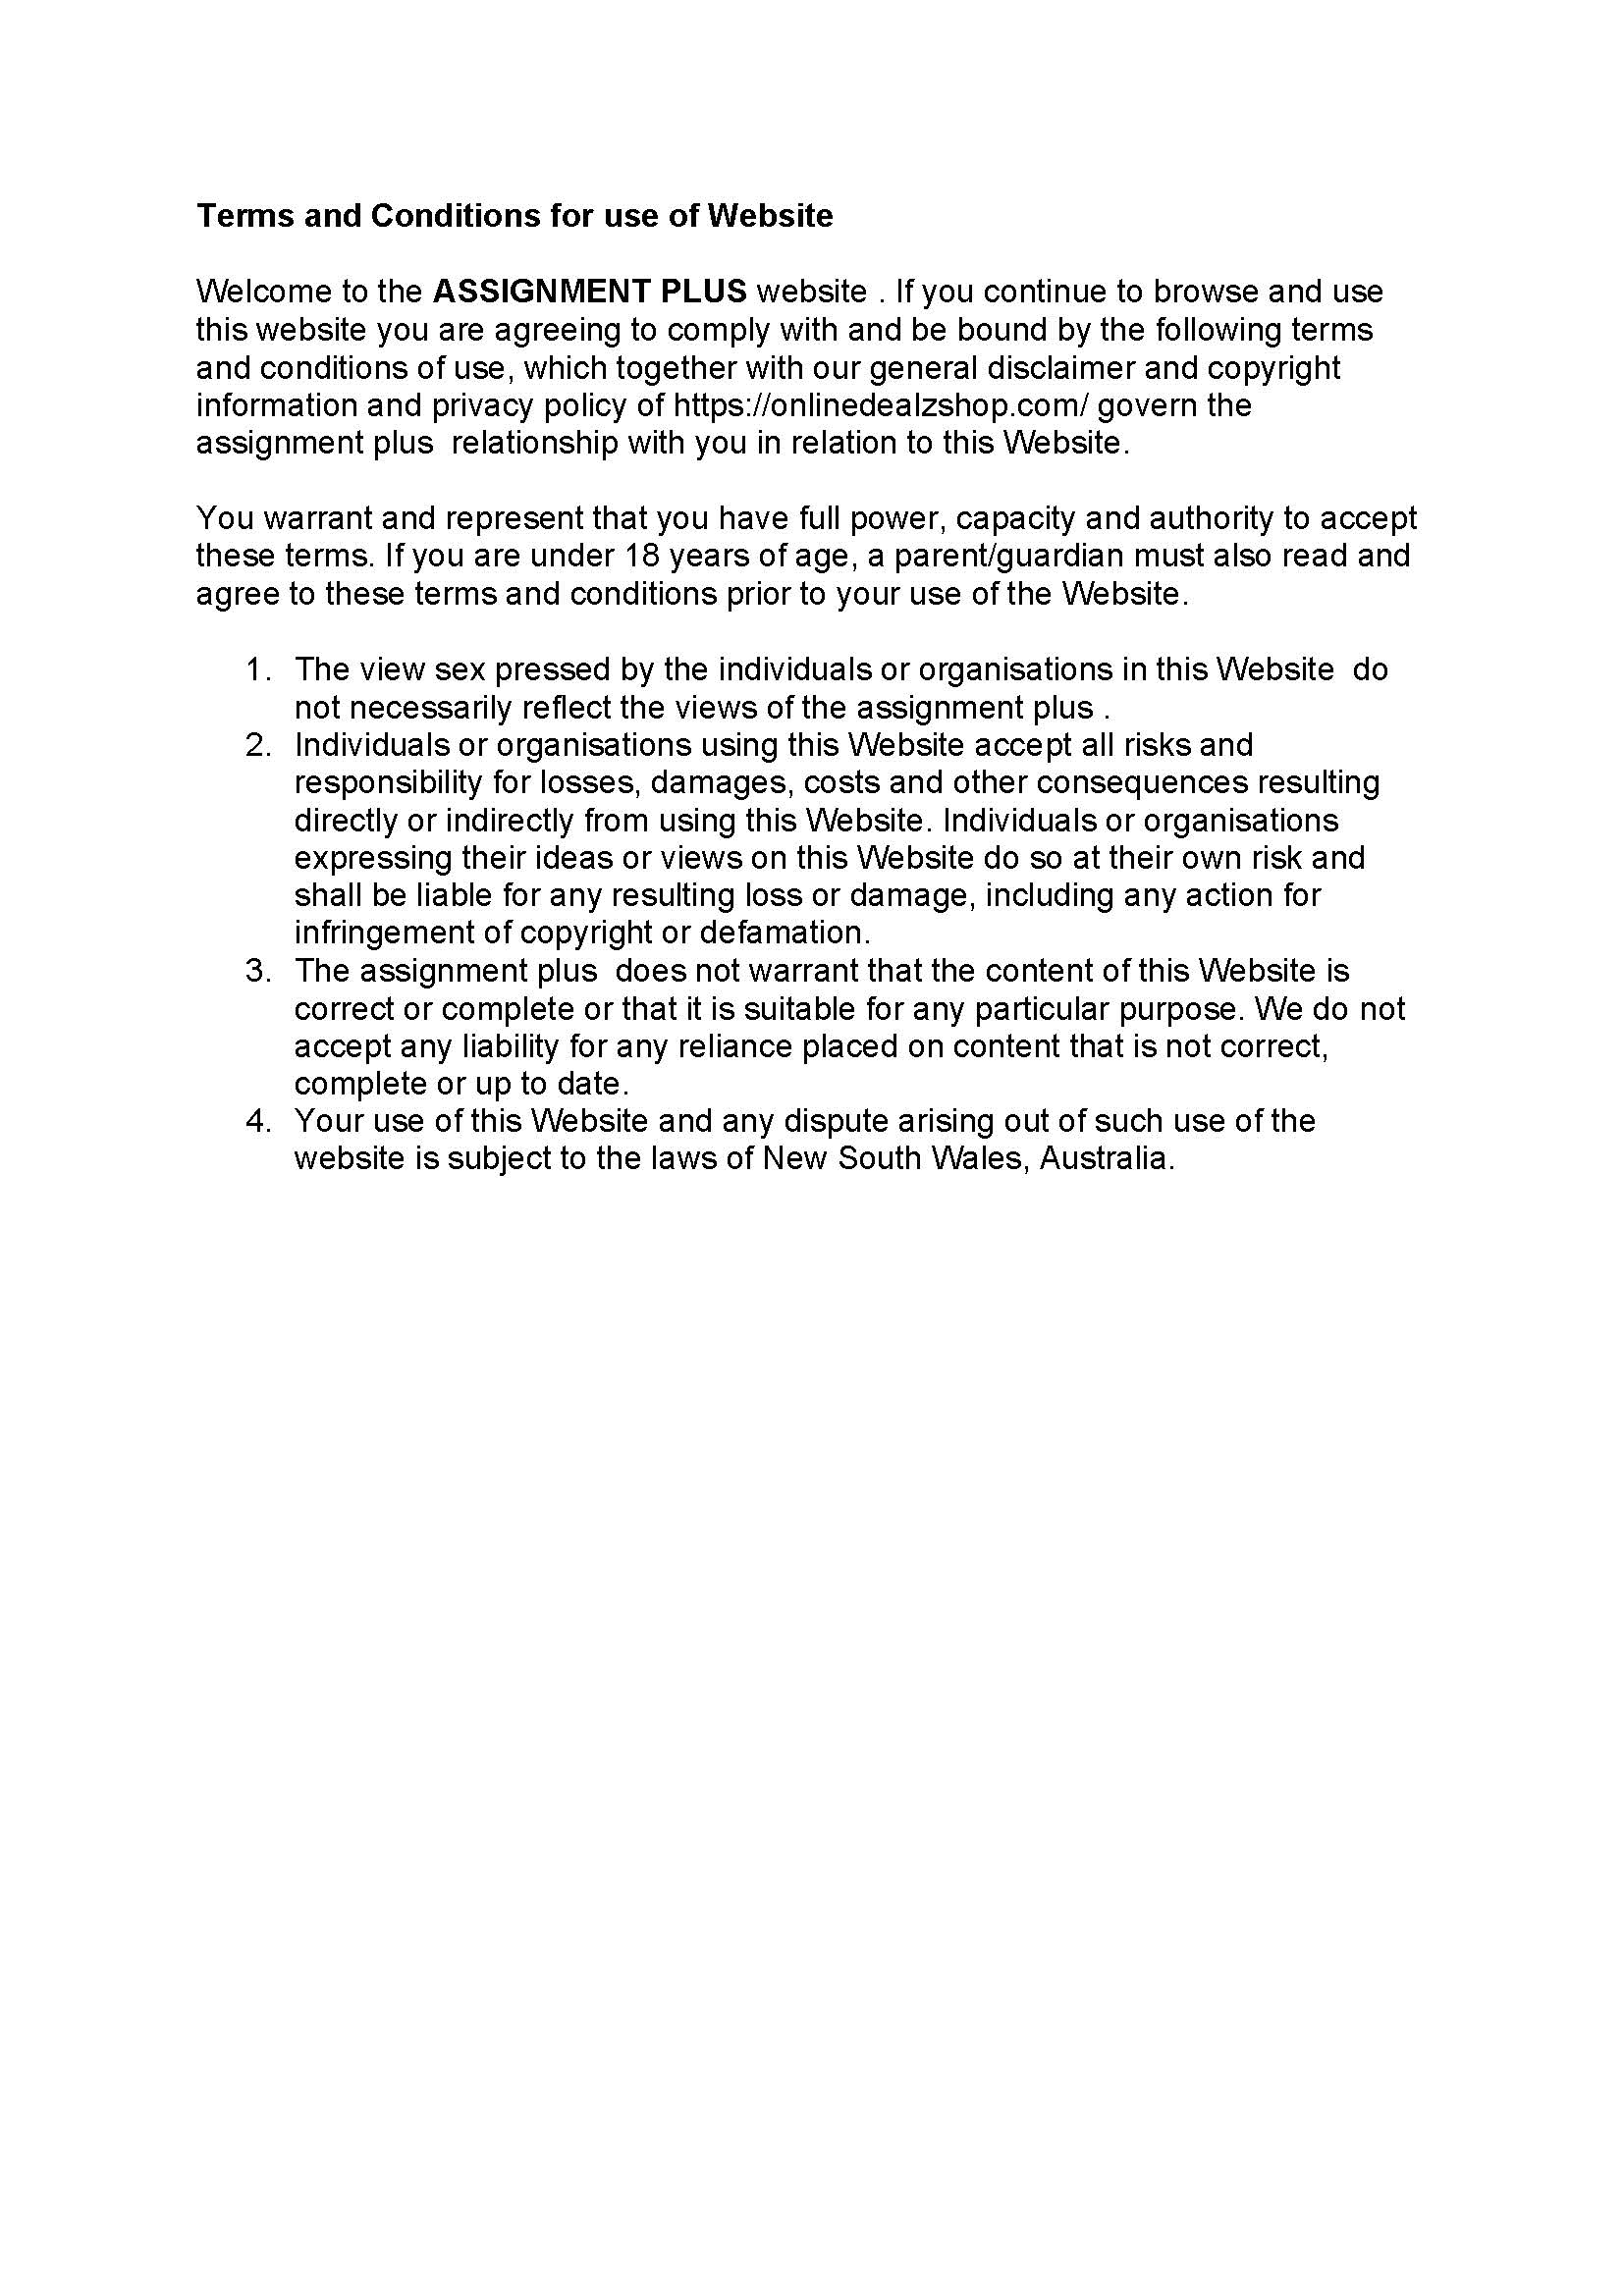 Terms and Conditions for use of Website
Welcome to the ASSIGNMENT PLUS website . If you continue to browse and use
this website you are agreeing to comply with and be bound by the following terms
and conditions of use, which together with our general disclaimer and copyright
information and privacy policy of https://onlinedealzshop.com/ govern the
assignment plus  relationship with you in relation to this Website.
You warrant and represent that you have full power, capacity and authority to accept
these terms. If you are under 18 years of age, a parent/guardian must also read and
agree to these terms and conditions prior to your use of the Website.
1. The view sex pressed by the individuals or organisations in this Website  do
not necessarily reflect the views of the assignment plus .
2. Individuals or organisations using this Website accept all risks and
responsibility for losses, damages, costs and other consequences resulting
directly or indirectly from using this Website. Individuals or organisations
expressing their ideas or views on this Website do so at their own risk and
shall be liable for any resulting loss or damage, including any action for
infringement of copyright or defamation.
3. The assignment plus  does not warrant that the content of this Website is
correct or complete or that it is suitable for any particular purpose. We do not
accept any liability for any reliance placed on content that is not correct,
complete or up to date.
4. Your use of this Website and any dispute arising out of such use of the
website is subject to the laws of New South Wales, Australia.